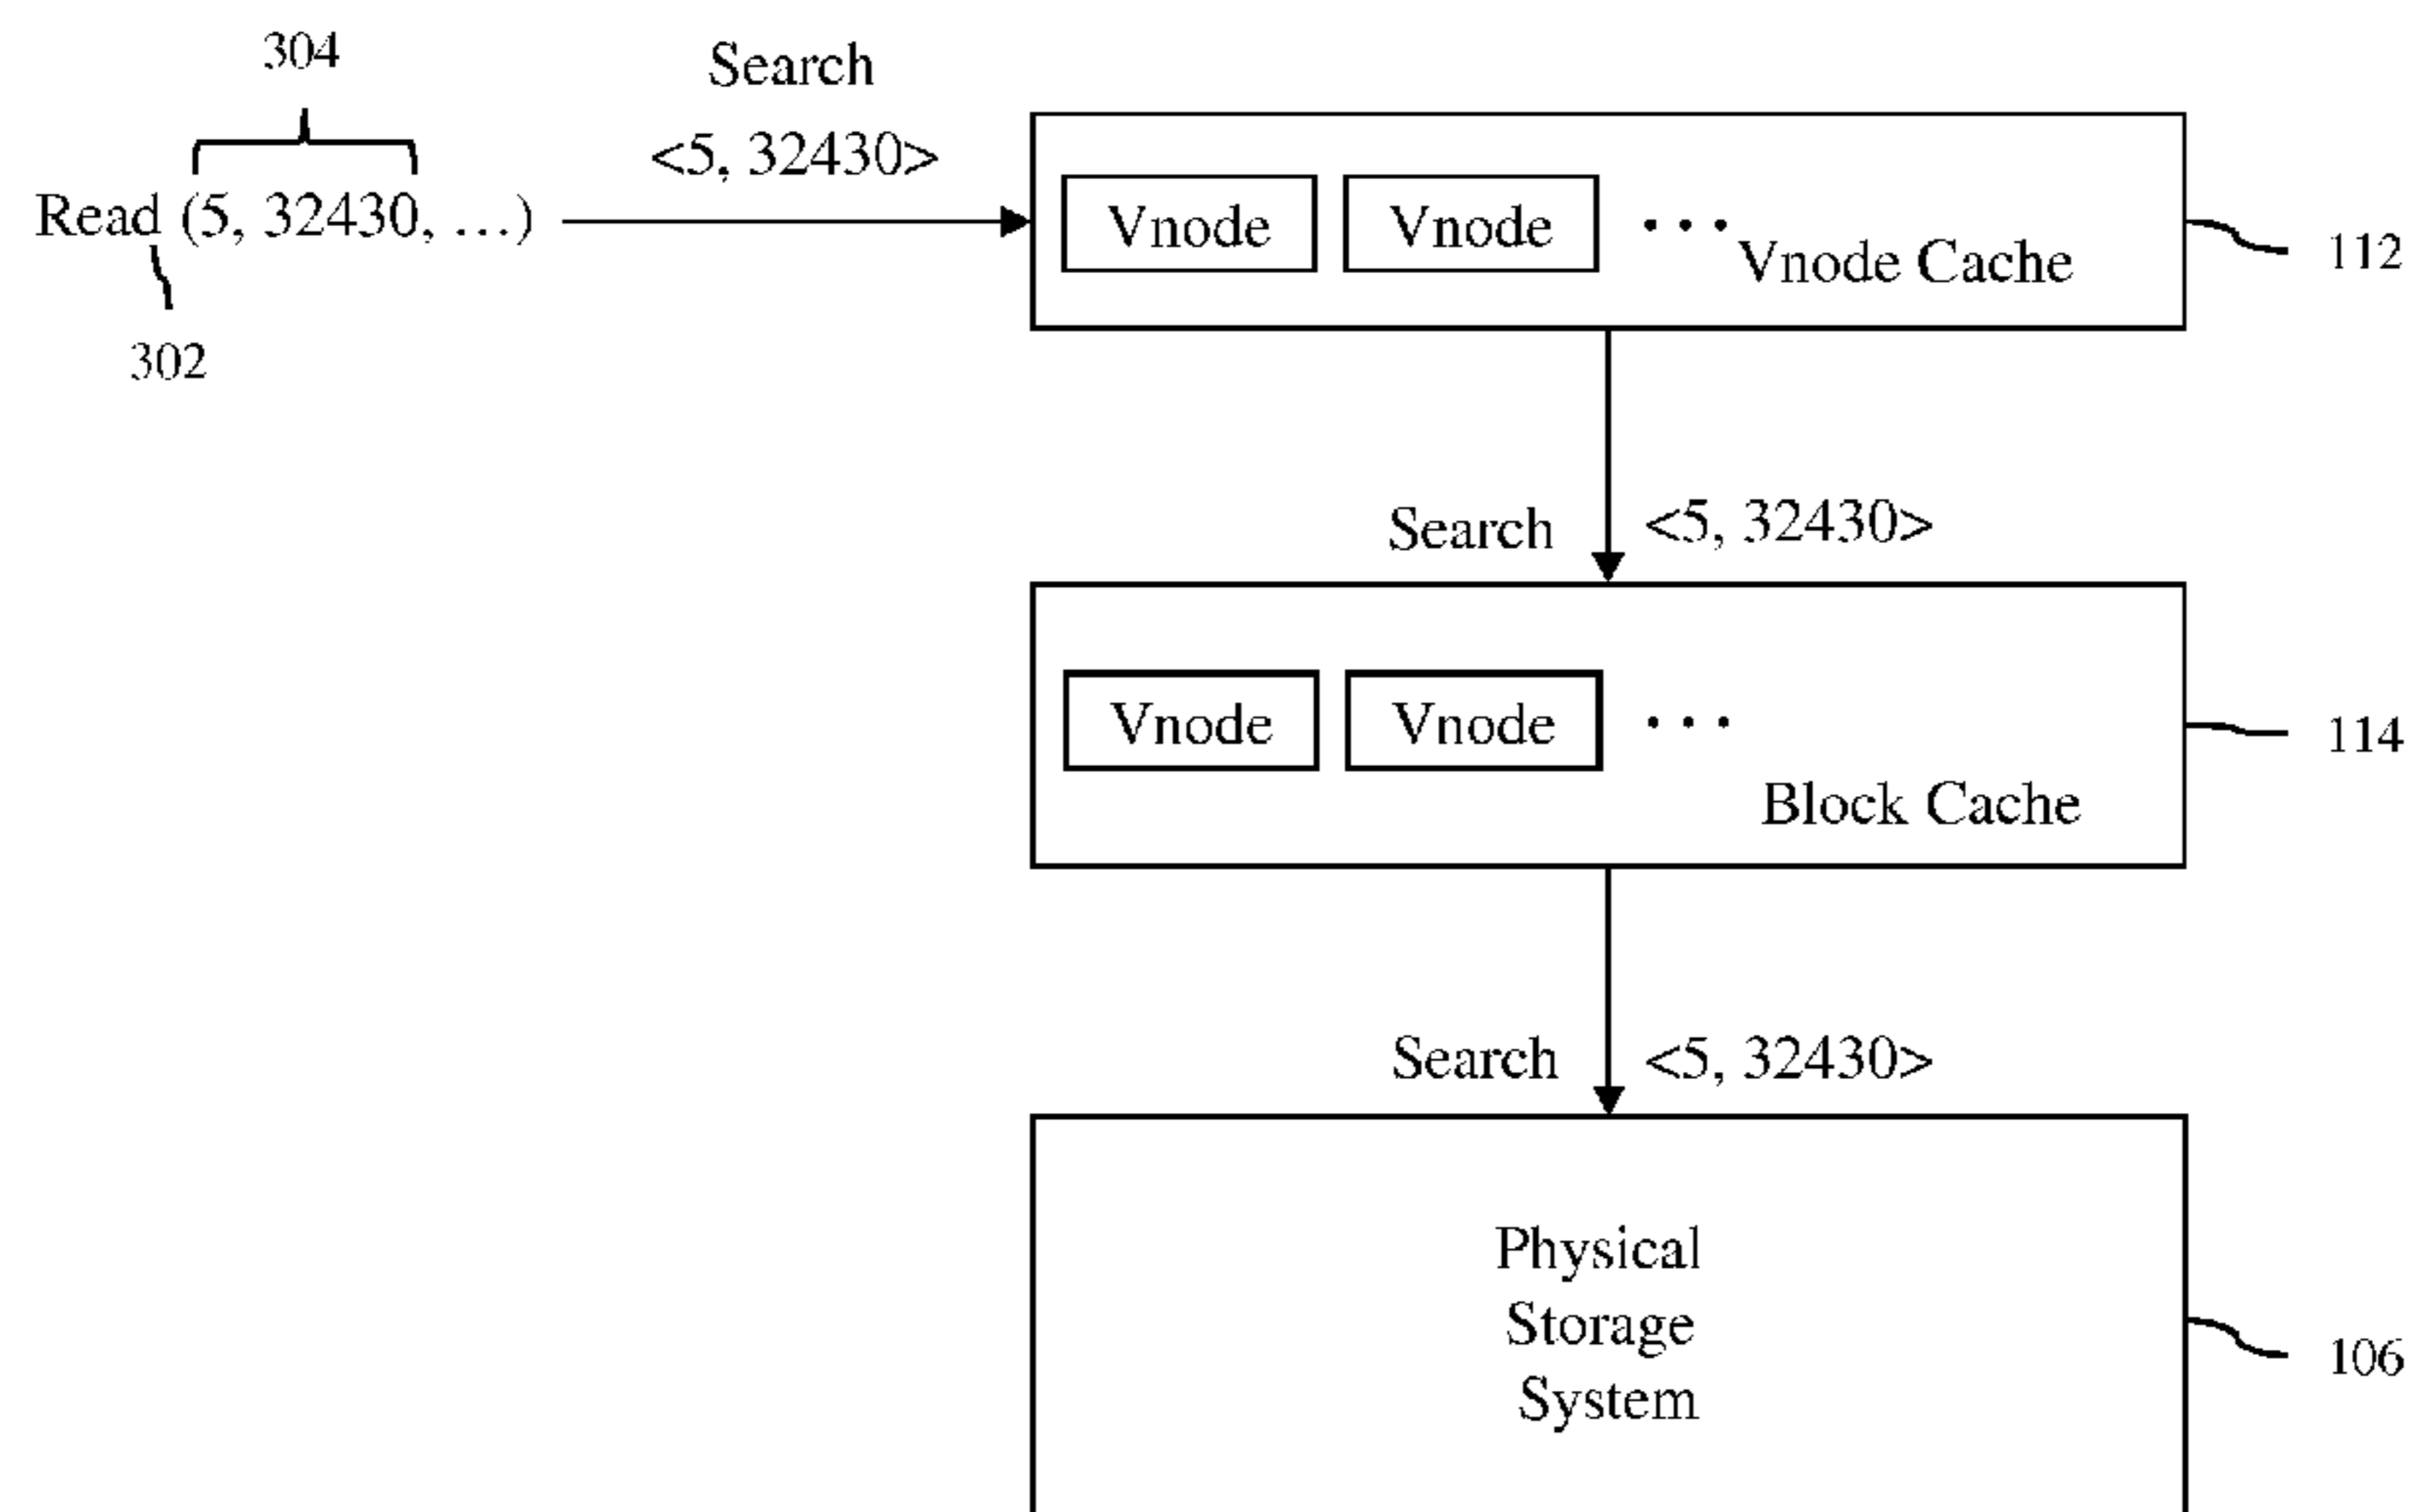 304
Search
<5, 32430>
Read (5, 32430, ...)
302
Vnode Vnode ... Vnode Cache
112
Search <5, 32430>
Vnode Vnode ...
Block Cache
114
Search <5, 32430>
Physical
Storage
System
106